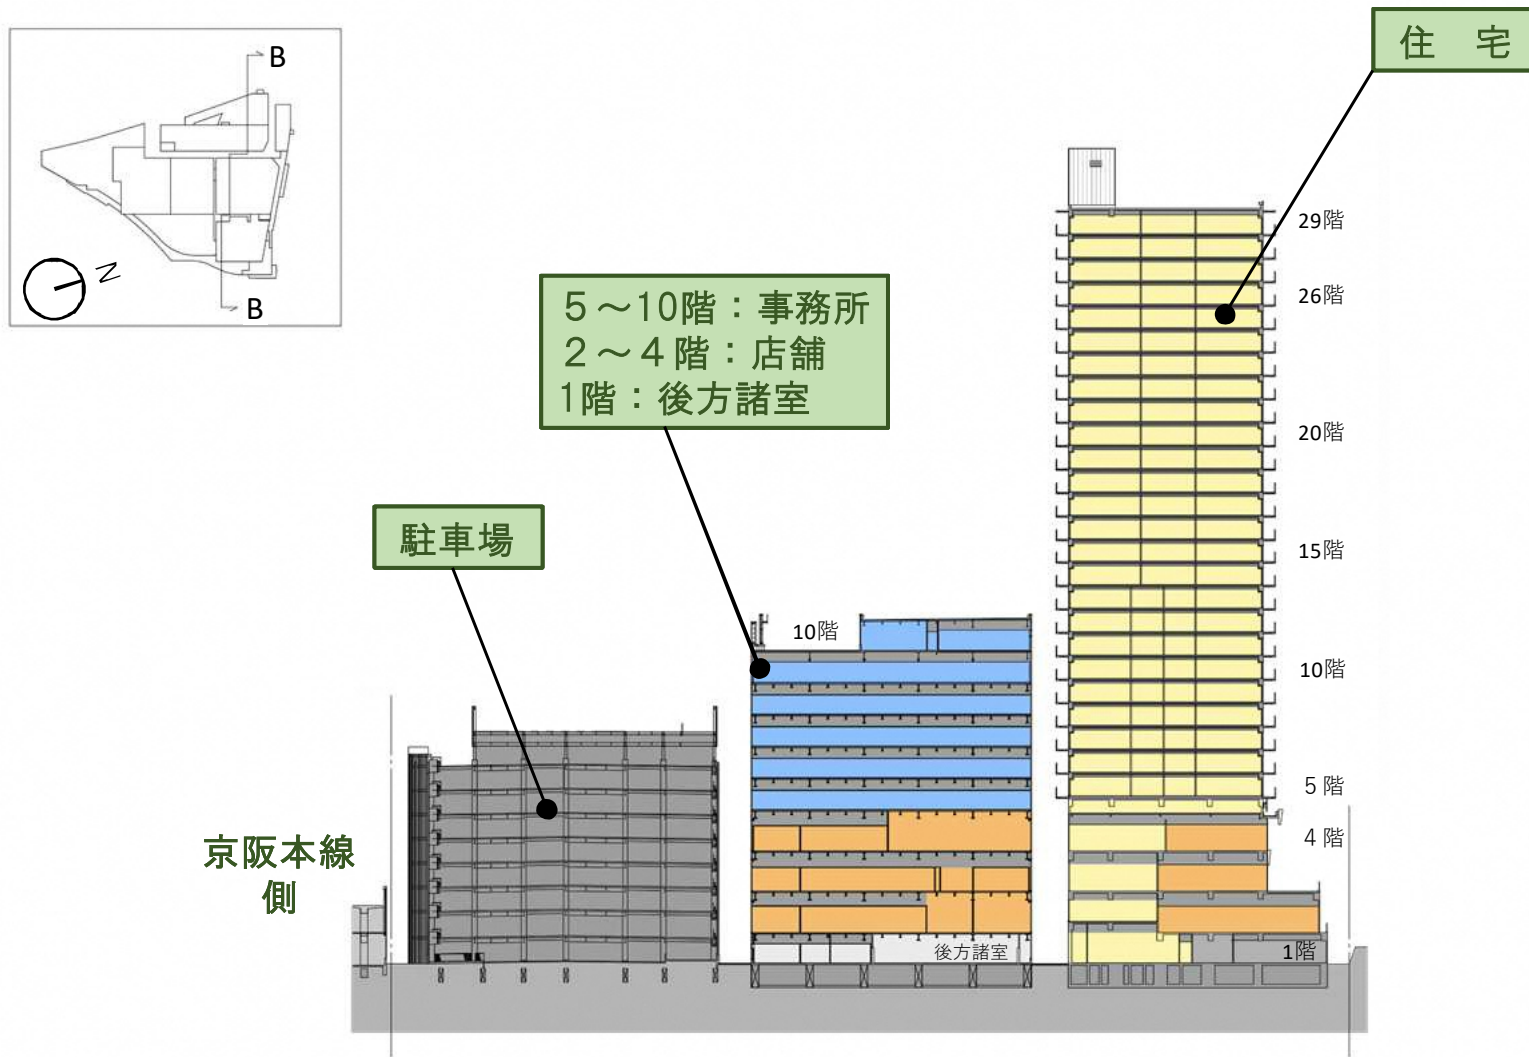 住　宅
B
N
B
5～10階：事務所
2～4階：店舗
1階：後方諸室
駐車場
京阪本線
側
10階
後方諸室
29階
26階
20階
15階
10階
5階
4階
1階